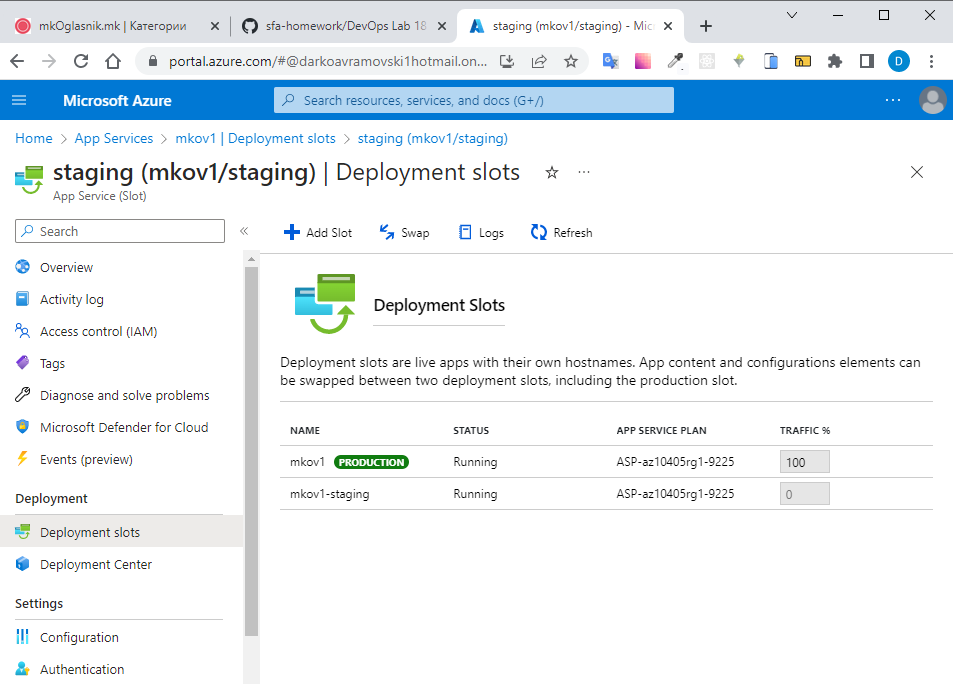 mkOglasnik.mk | Категории
sfa-homework/DevOps Lab 18
staging (mkov1/staging) - Mic
portal.azure.com/#@darkoavramovski1hotmail.on...
D
Microsoft Azure
Search resources, services, and docs (G+/)
Home > App Services > mkov1 | Deployment slots > staging (mkov1/staging)
staging (mkov1/staging) | Deployment slots
App Service (Slot)
Search
Add Slot
Swap
Logs
Refresh
Overview
Activity log
Access control (IAM)
Tags
Diagnose and solve problems
Microsoft Defender for Cloud
Events (preview)
Deployment
Deployment slots
Deployment Center
Settings
Configuration
Authentication
Deployment Slots
Deployment slots are live apps with their own hostnames. App content and configurations elements can
be swapped between two deployment slots, including the production slot.
NAME STATUS APP SERVICE PLAN TRAFFIC %
mkov1 PRODUCTION Running ASP-az10405rg1-9225 100
mkov1-staging Running ASP-az10405rg1-9225 0